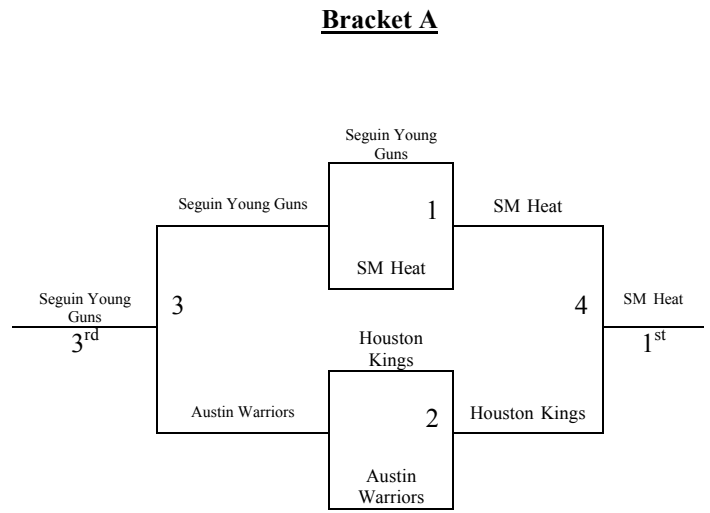 Bracket A
Seguin Young
Guns
Seguin Young Guns
1
SM Heat
SM Heat
Seguin Young
Guns
3rd
3
4
SM Heat
1st
Houston
Kings
Austin Warriors
2
Houston Kings
Austin
Warriors